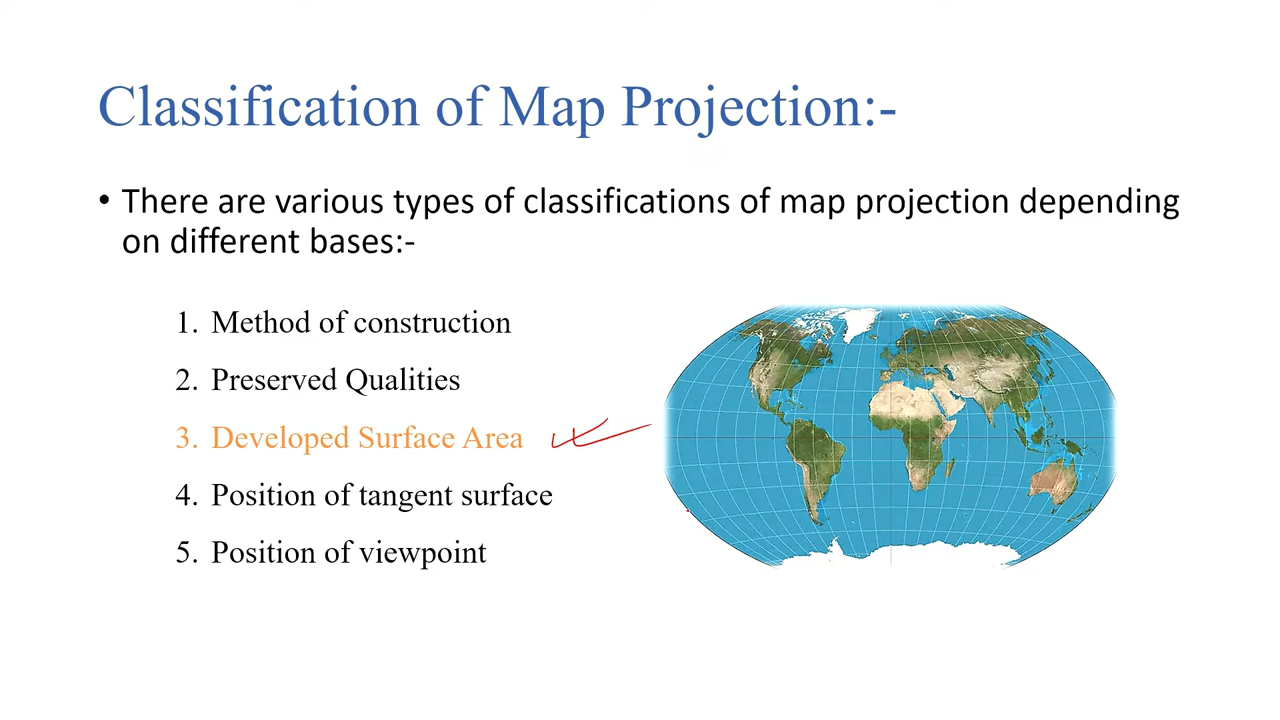 Classification of Map Projection:-
• There are various types of classifications of map projection depending
on different bases:-
1. Method of construction
2. Preserved Qualities
3. Developed Surface Area
4. Position of tangent surface
5. Position of viewpoint